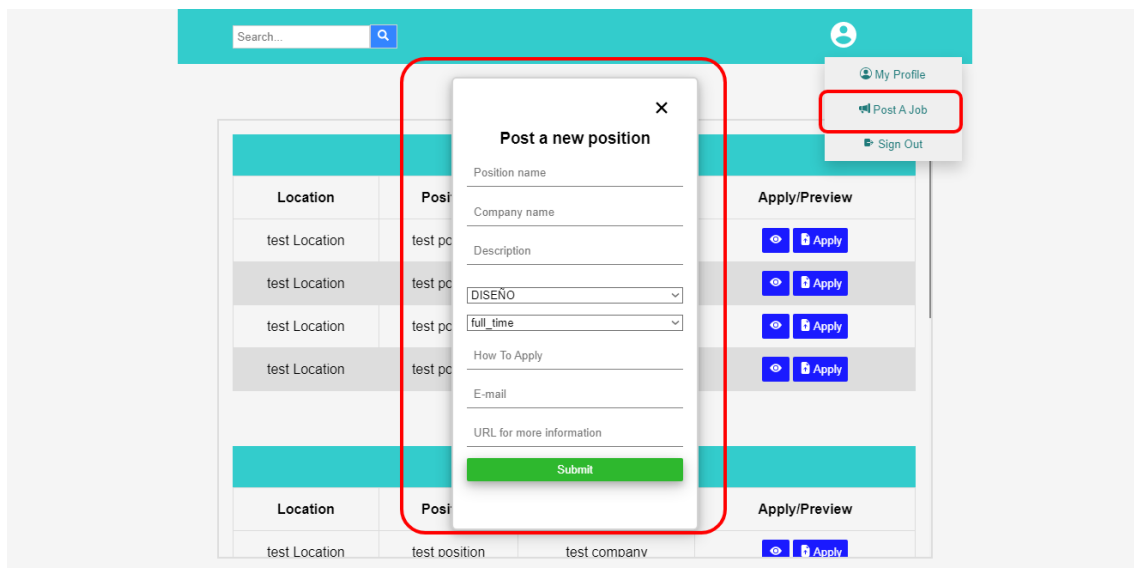 Search...
My Profile
Post A Job
Sign Out
Post a new position
Position name
Company name
Description
DISEÑO
full_time
How To Apply
E-mail
URL for more information
Submit
Location Posi Apply/Preview
test Location test po Apply
test Location test po Apply
test Location test po Apply
test Location test po Apply
Location Posi Apply/Preview
test Location test position test company Apply